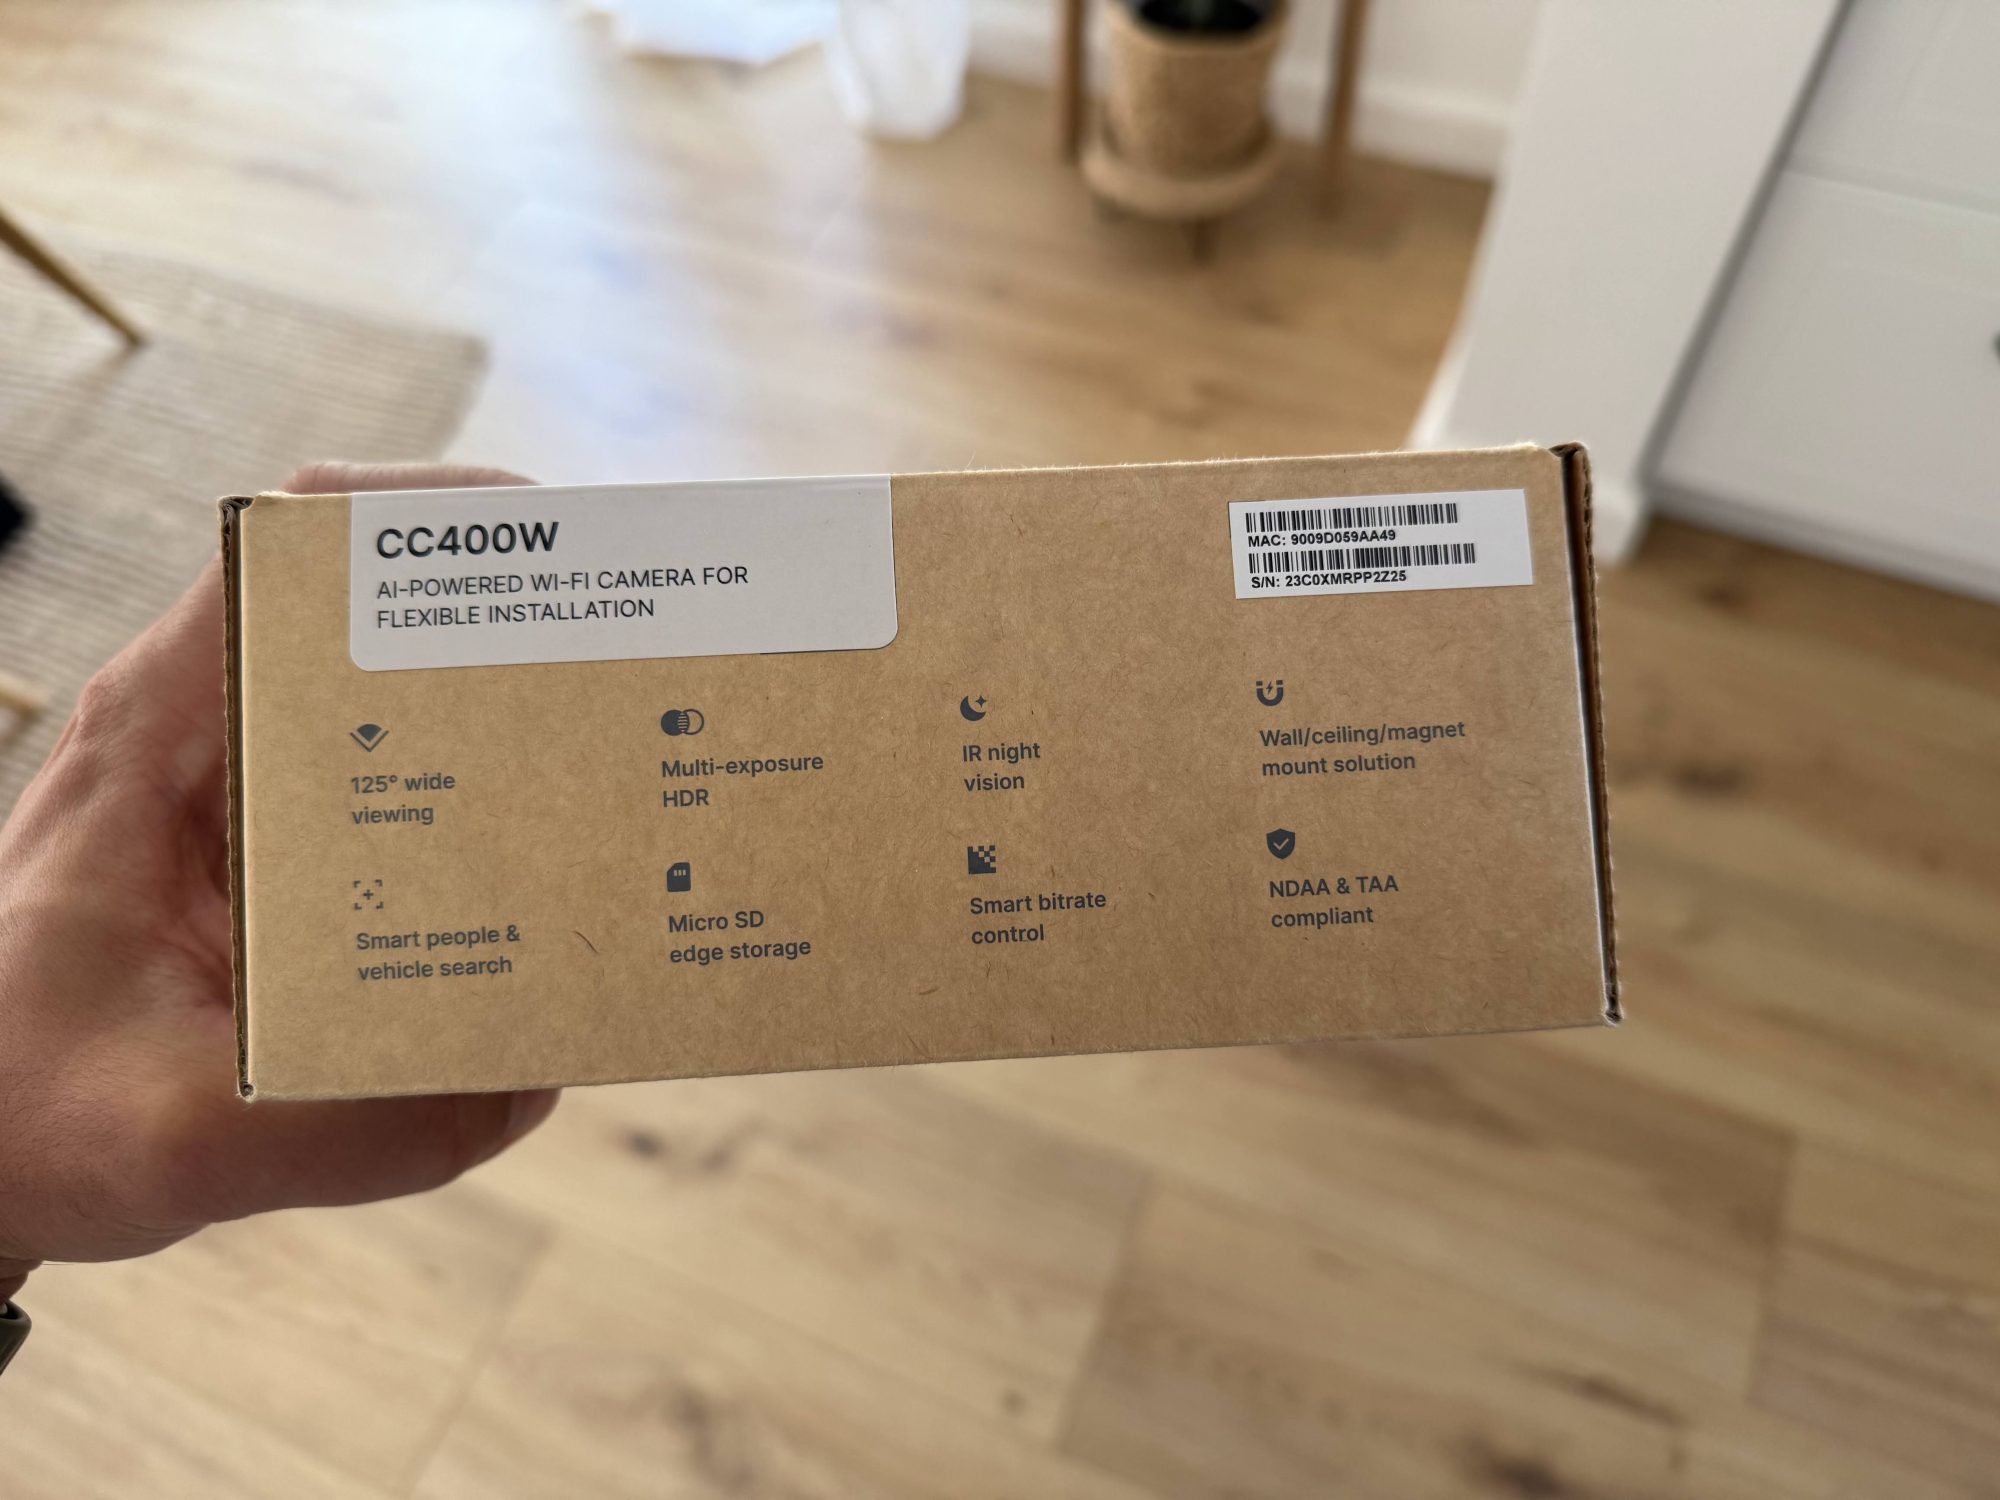 CC400W
AI-POWERED WI-FI CAMERA FOR
FLEXIBLE INSTALLATION
MAC: 9009D059AA49
S/N: 23C0XMRPP2Z25
125° wide
viewing
Multi-exposure
HDR
IR night
vision
Wall/ceiling/magnet
mount solution
Smart people &
vehicle search
Micro SD
edge storage
Smart bitrate
control
NDAA & TAA
compliant